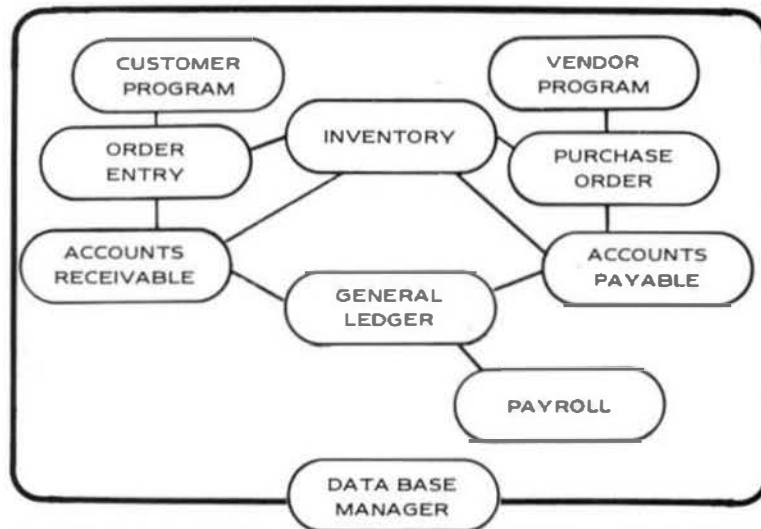 CUSTOMER
PROGRAM
VENDOR
PROGRAM
INVENTORY
ORDER
ENTRY
PURCHASE
ORDER
ACCOUNTS
RECEIVABLE
ACCOUNTS
PAYABLE
GENERAL
LEDGER
PAYROLL
DATA BASE
MANAGER